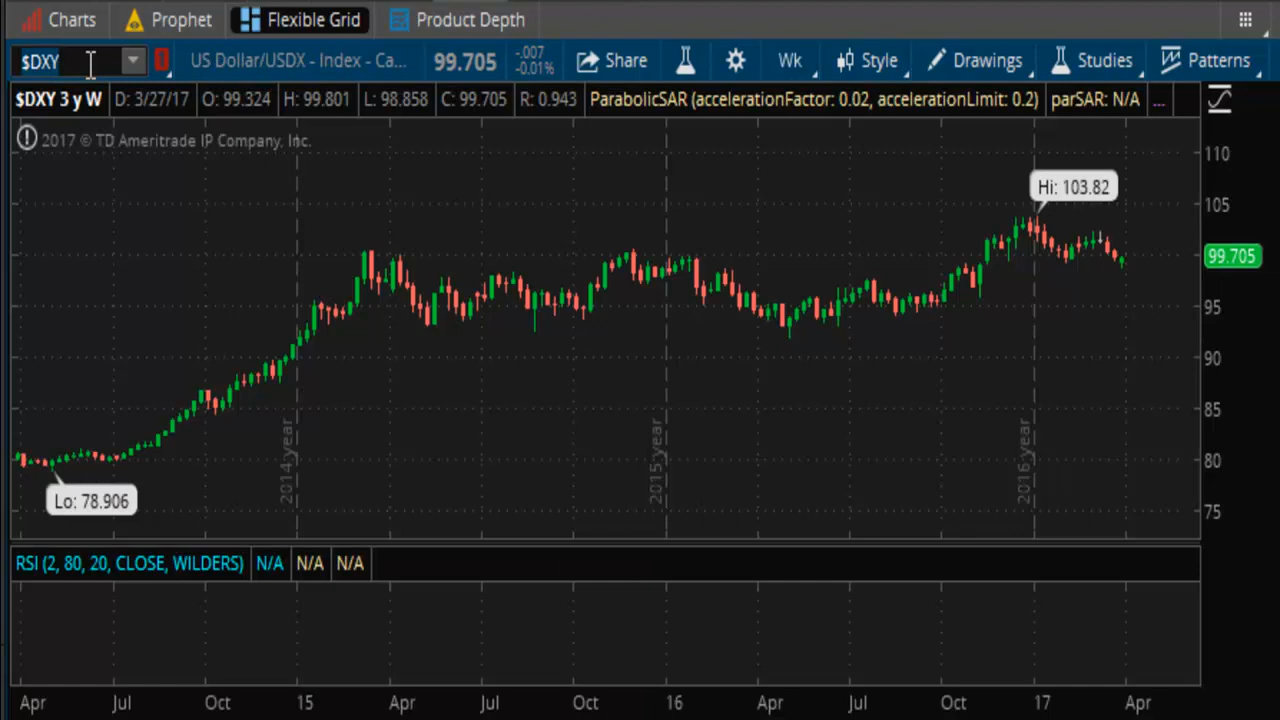 Charts Prophet Flexible Grid Product Depth
$DXY US Dollar/USDX - Index - Ca... 99.705 -.007 -0.01% Share Wk Style Drawings Studies Patterns
$DXY 3 y W D: 3/27/17 O: 99.324 H: 99.801 L: 98.858 C: 99.705 R: 0.943 ParabolicSAR (accelerationFactor: 0.02, accelerationLimit: 0.2) parSAR: N/A ...
2017 © TD Ameritrade IP Company, Inc.
110
Hi: 103.82
105
99.705
95
90
85
2014 year 2015 year 2016 year
80
Lo: 78.906
75
RSI (2, 80, 20, CLOSE, WILDERS) N/A N/A N/A
Apr Jul Oct 15 Apr Jul Oct 16 Apr Jul Oct 17 Apr